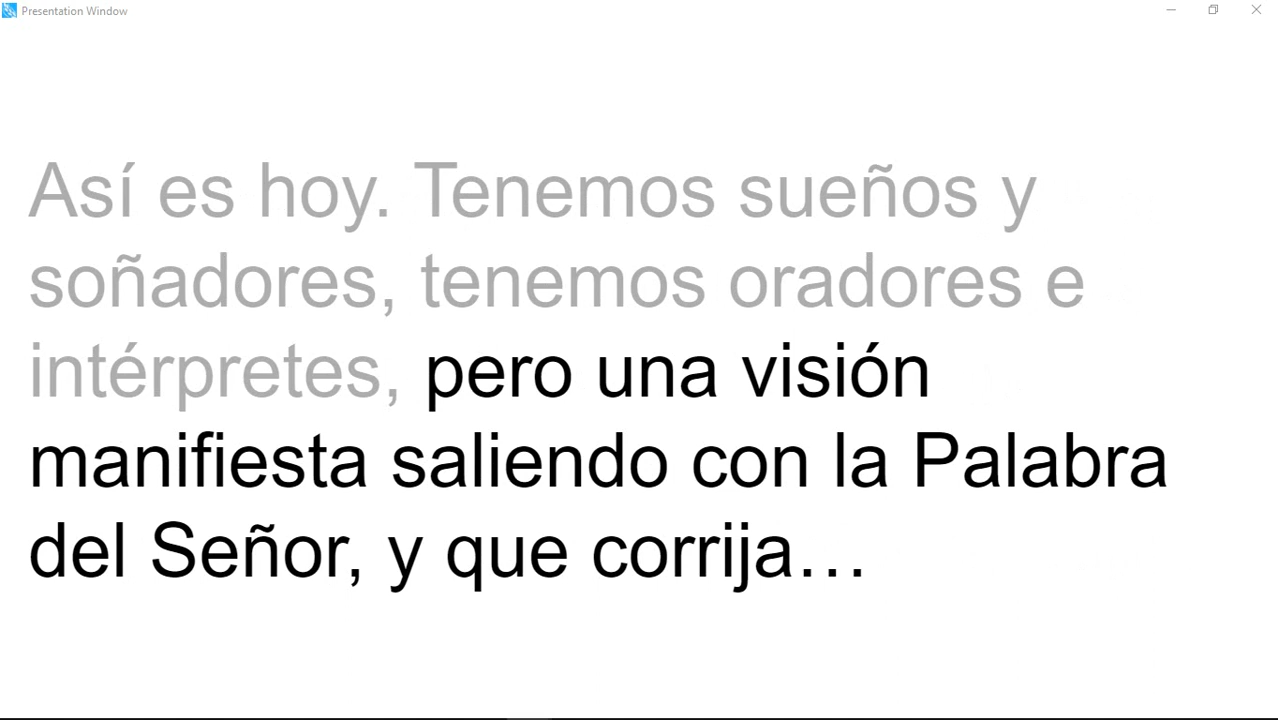 Presentation Window
Así es hoy. Tenemos sueños y
soñadores, tenemos oradores e
intérpretes, pero una visión
manifiesta saliendo con la Palabra
del Señor, y que corrija…